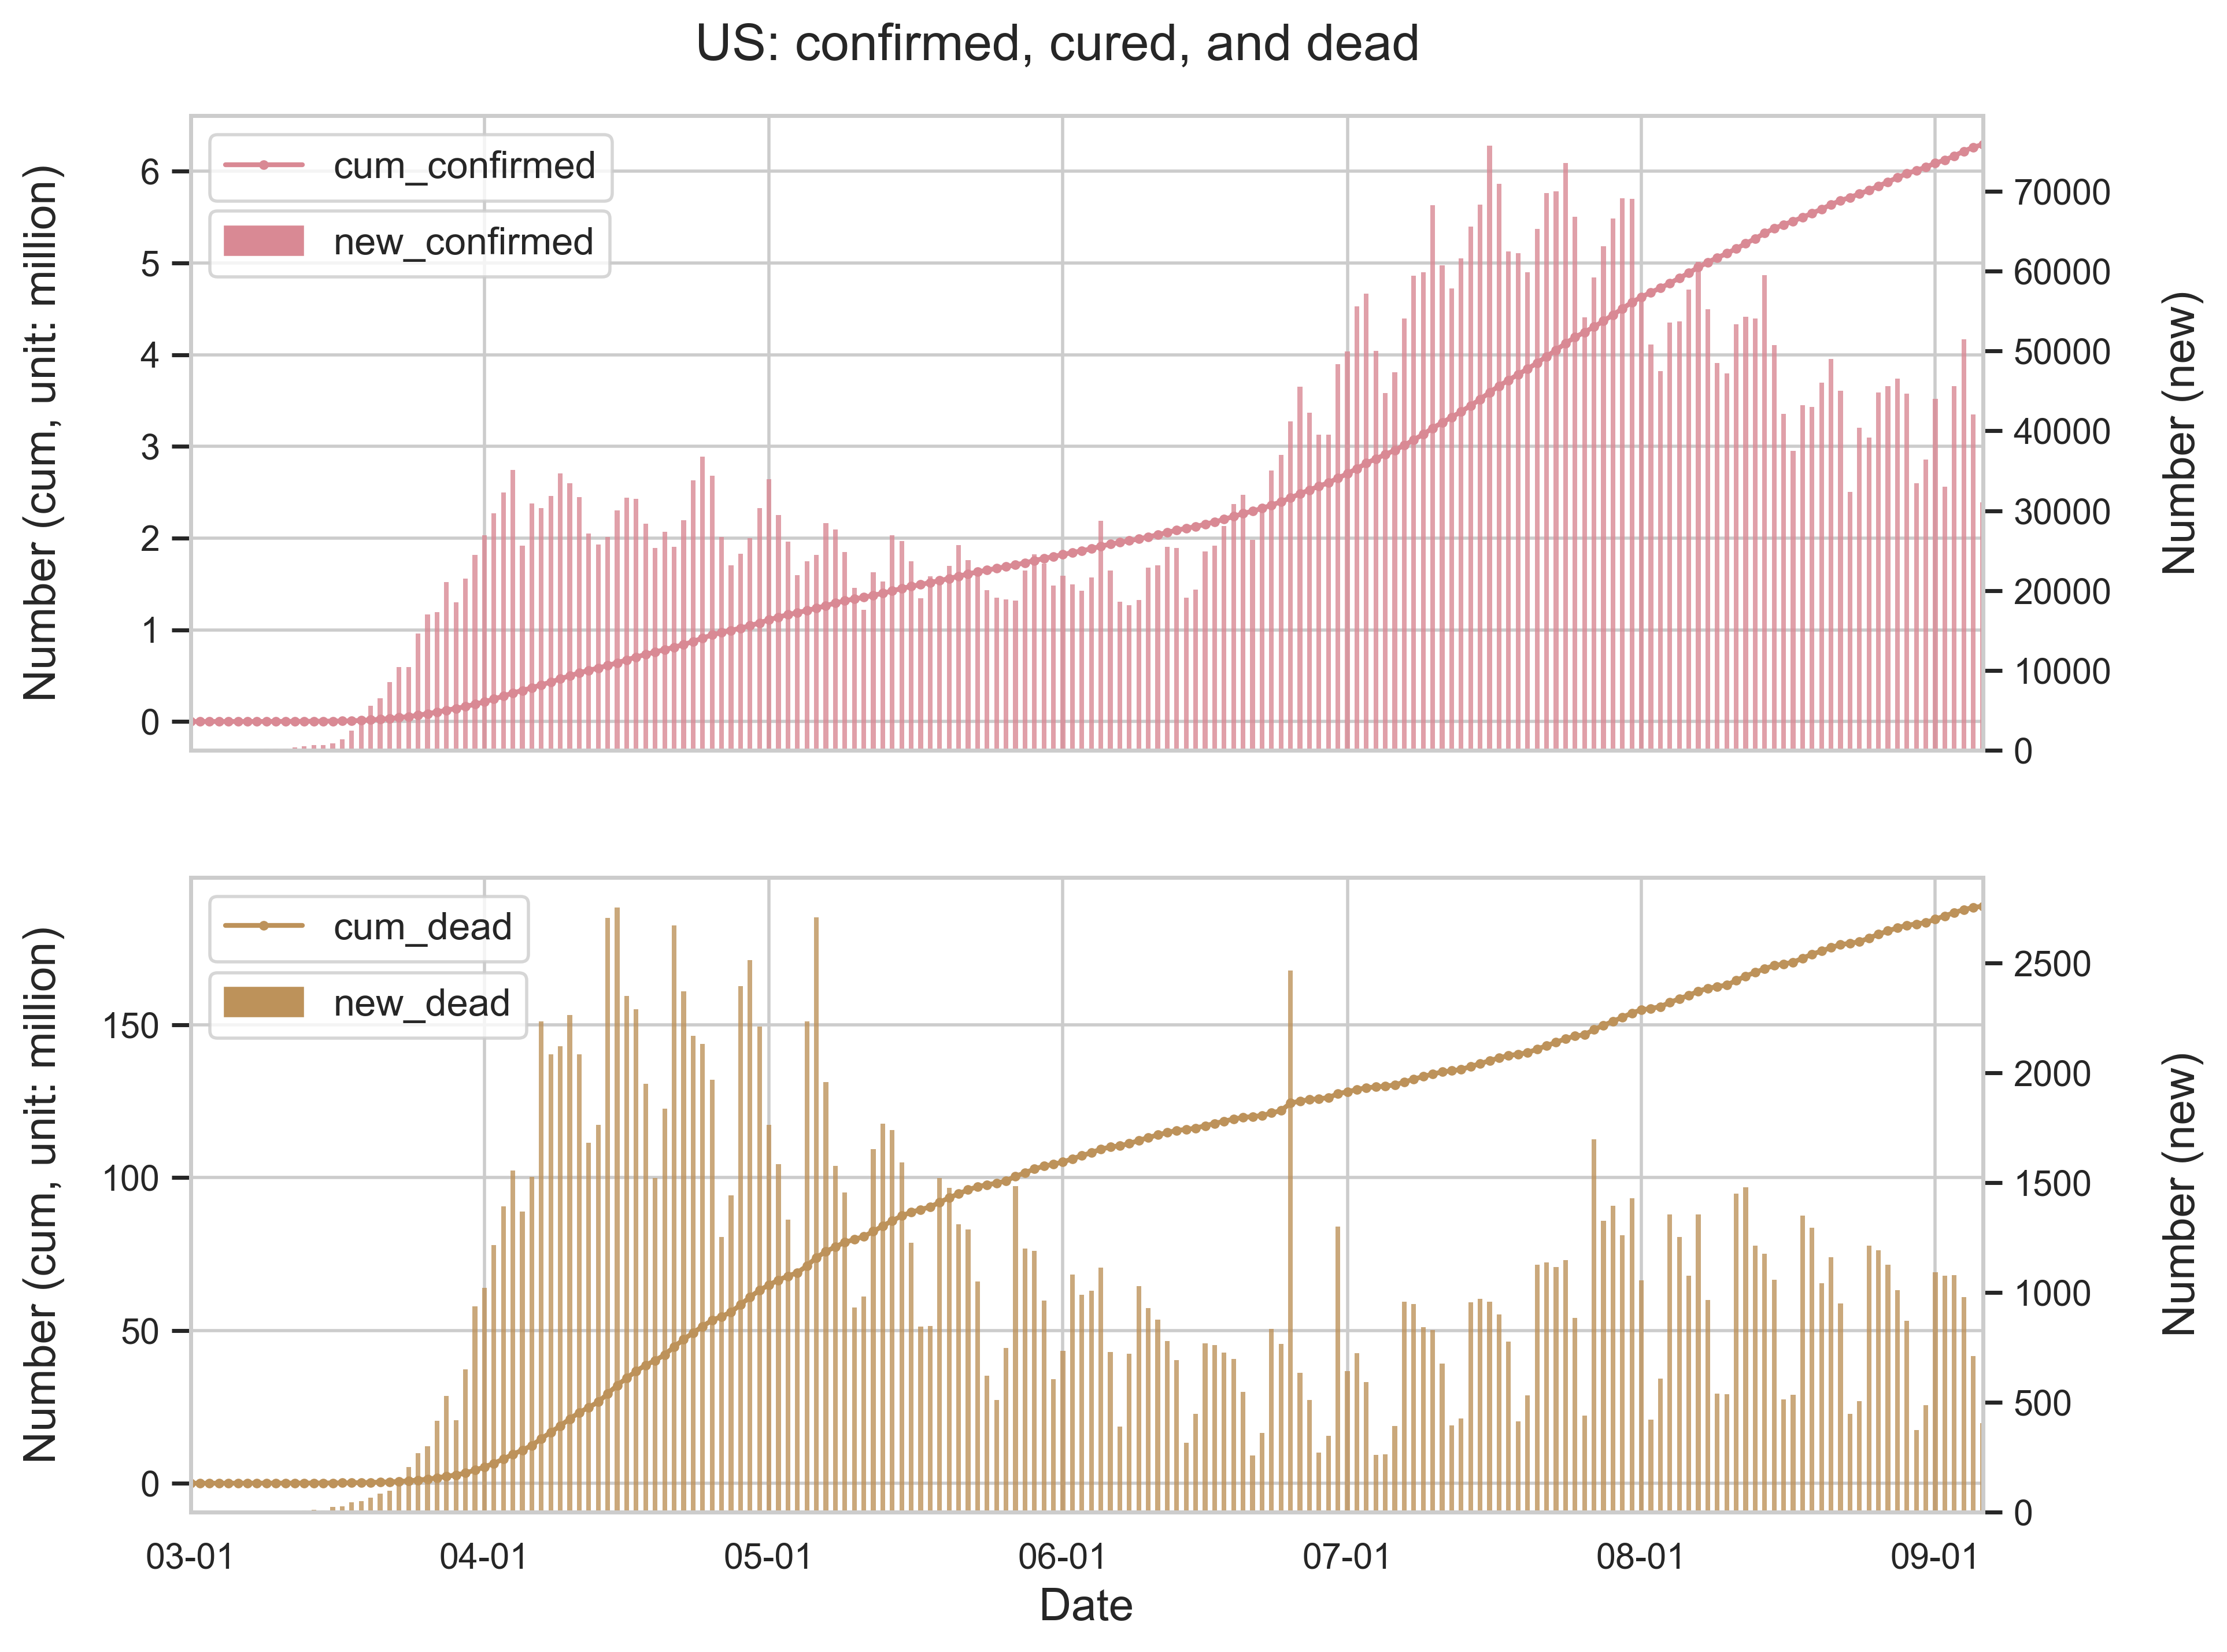 US: confirmed, cured, and dead
cum_confirmed
new_confirmed
Number (cum, unit: million)
6
5
4
3
2
1
0
70000
60000
50000
40000
30000
20000
10000
0
Number (new)
cum_dead
new_dead
Number (cum, unit: million)
150
100
50
0
2500
2000
1500
1000
500
0
Number (new)
03-01 04-01 05-01 06-01 07-01 08-01 09-01
Date